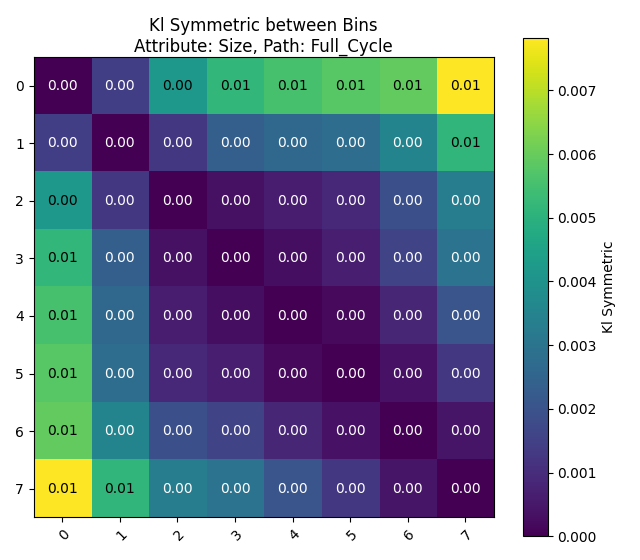 Kl Symmetric between Bins
Attribute: Size, Path: Full_Cycle
0 0.00 0.00 0.00 0.01 0.01 0.01 0.01 0.01
1 0.00 0.00 0.00 0.00 0.00 0.00 0.00 0.01
2 0.00 0.00 0.00 0.00 0.00 0.00 0.00 0.00
3 0.01 0.00 0.00 0.00 0.00 0.00 0.00 0.00
4 0.01 0.00 0.00 0.00 0.00 0.00 0.00 0.00
5 0.01 0.00 0.00 0.00 0.00 0.00 0.00 0.00
6 0.01 0.00 0.00 0.00 0.00 0.00 0.00 0.00
7 0.01 0.01 0.00 0.00 0.00 0.00 0.00 0.00
0 1 2 3 4 5 6 7
0.007
0.006
0.005
0.004
0.003
0.002
0.001
0.000
Kl Symmetric